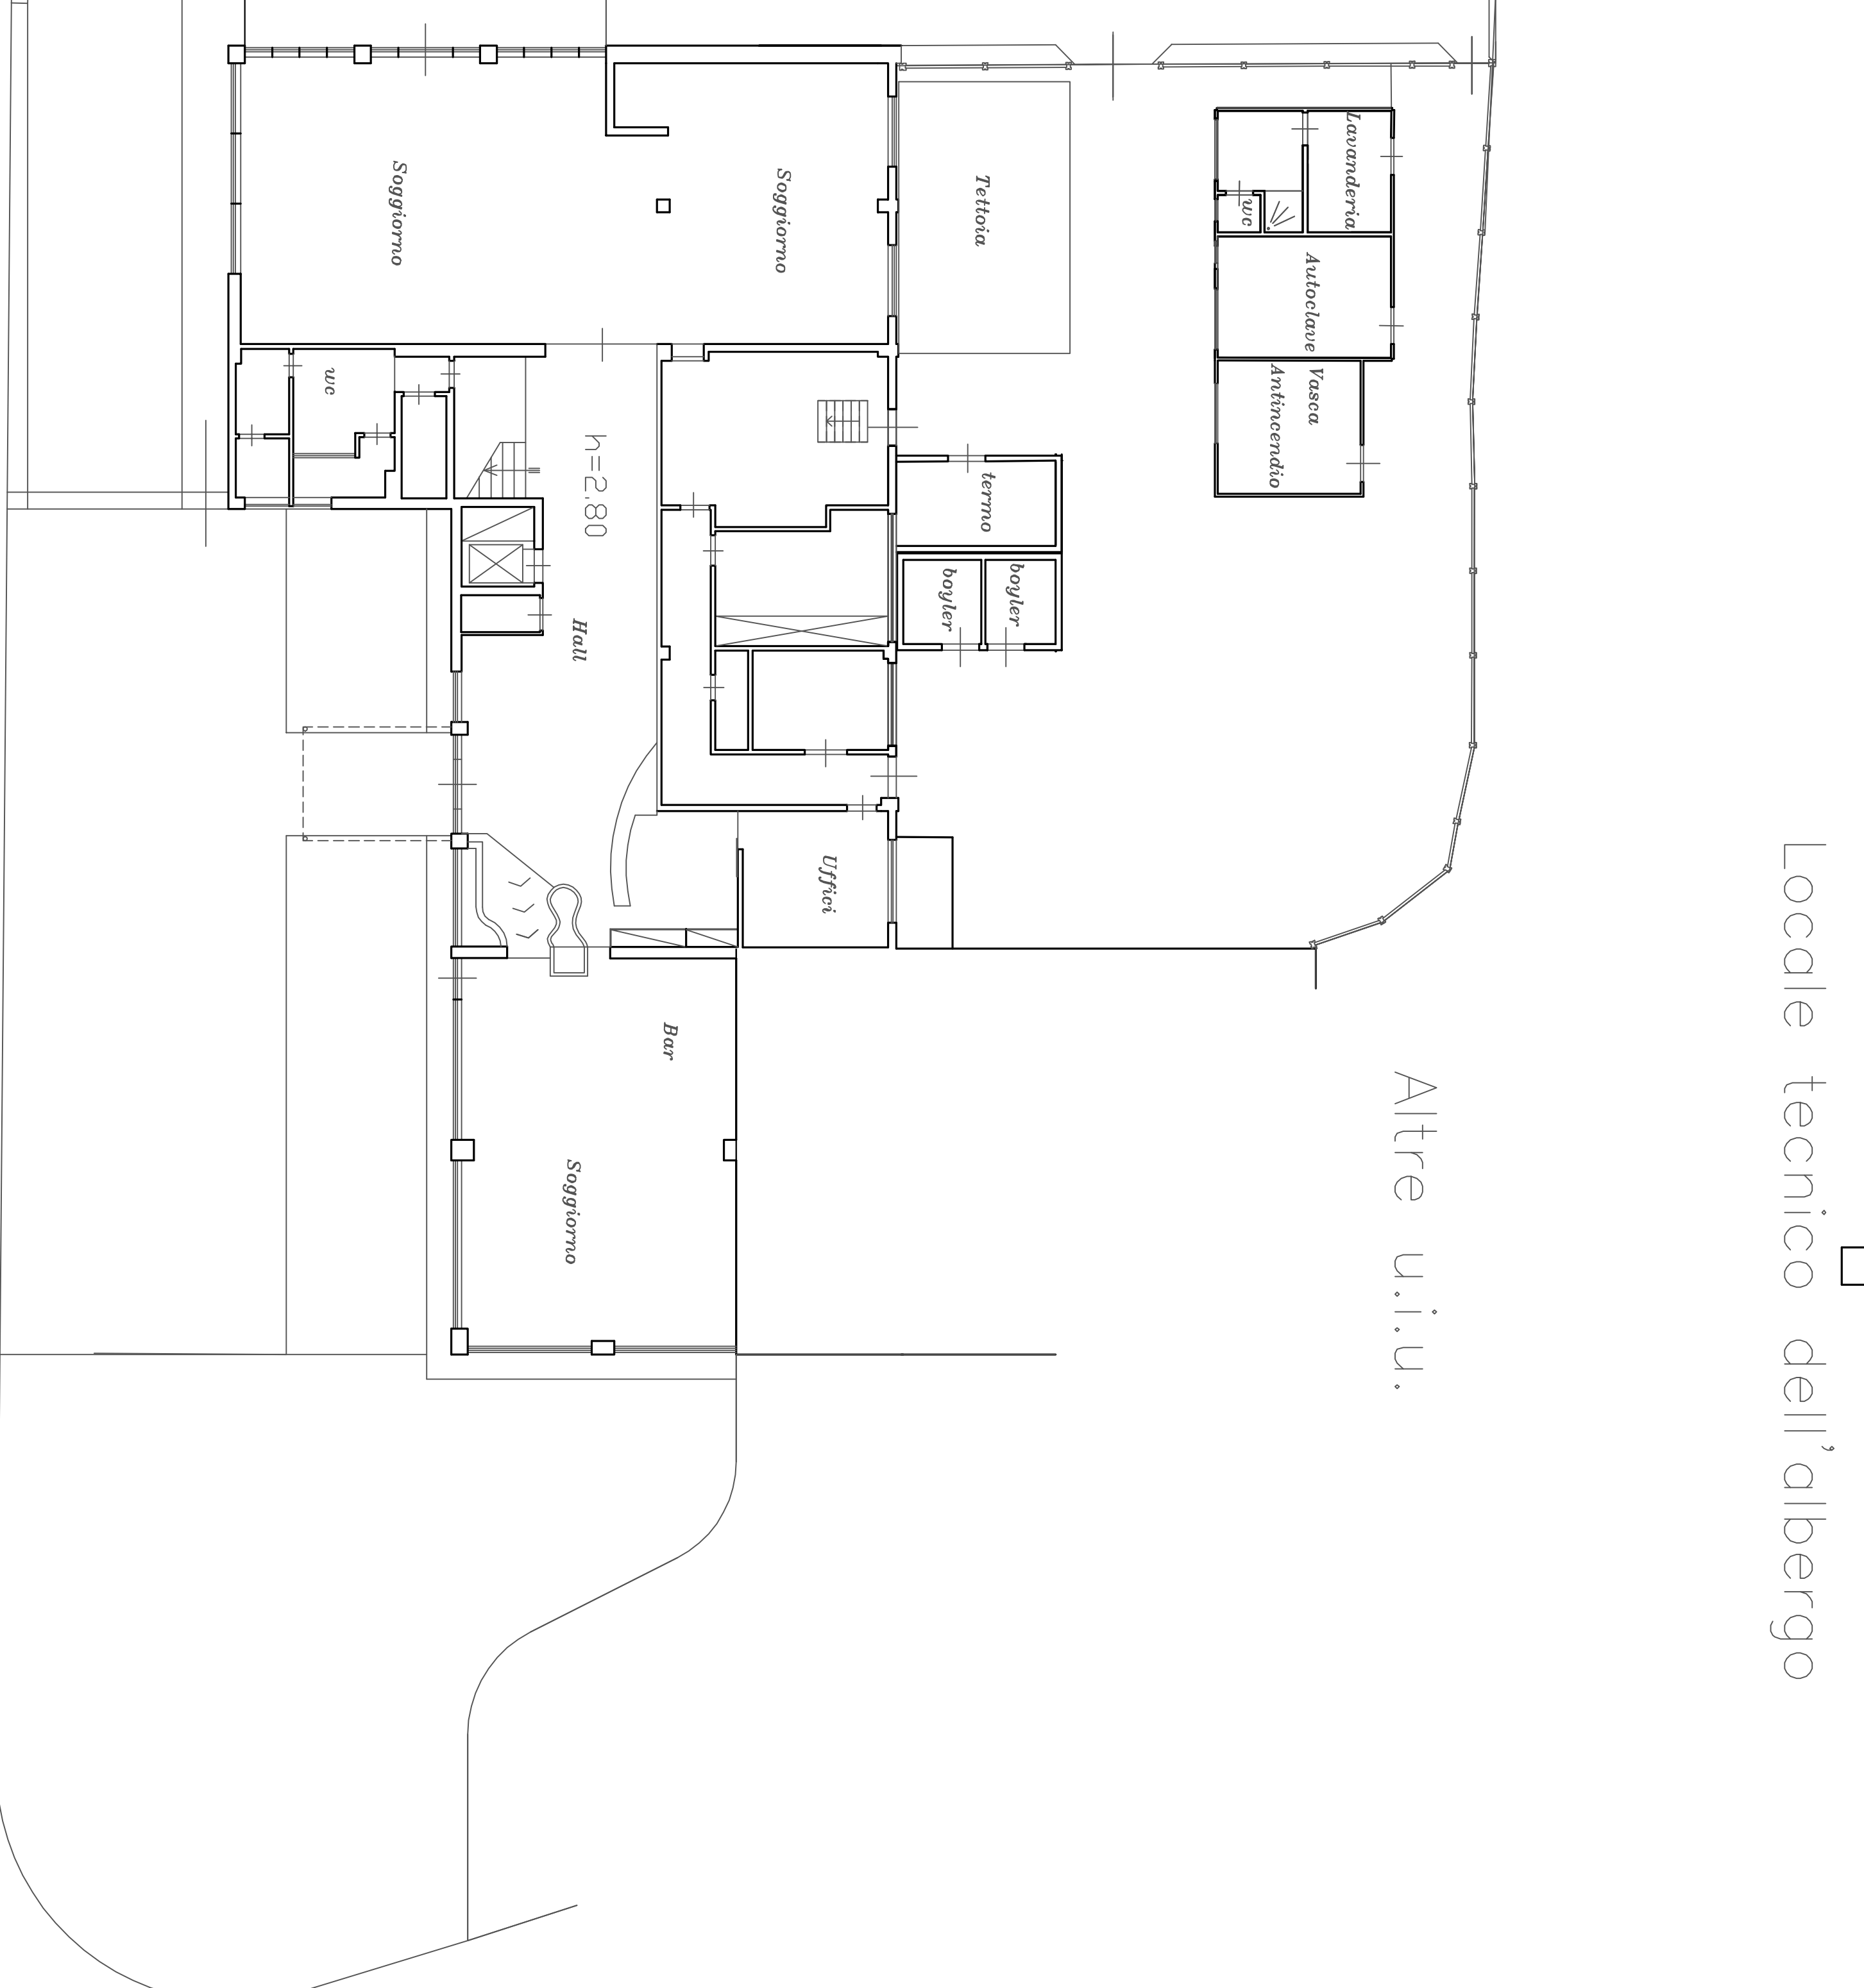 Locale tecnico dell'albergo
Altre u.i.u.
Lavanderia
wc
Autoclave
Vasca
Antincendio
Tettoia
termo
boyler
boyler
Soggiorno
Soggiorno
wc
h=2.80
Hall
Uffici
Bar
Soggiorno